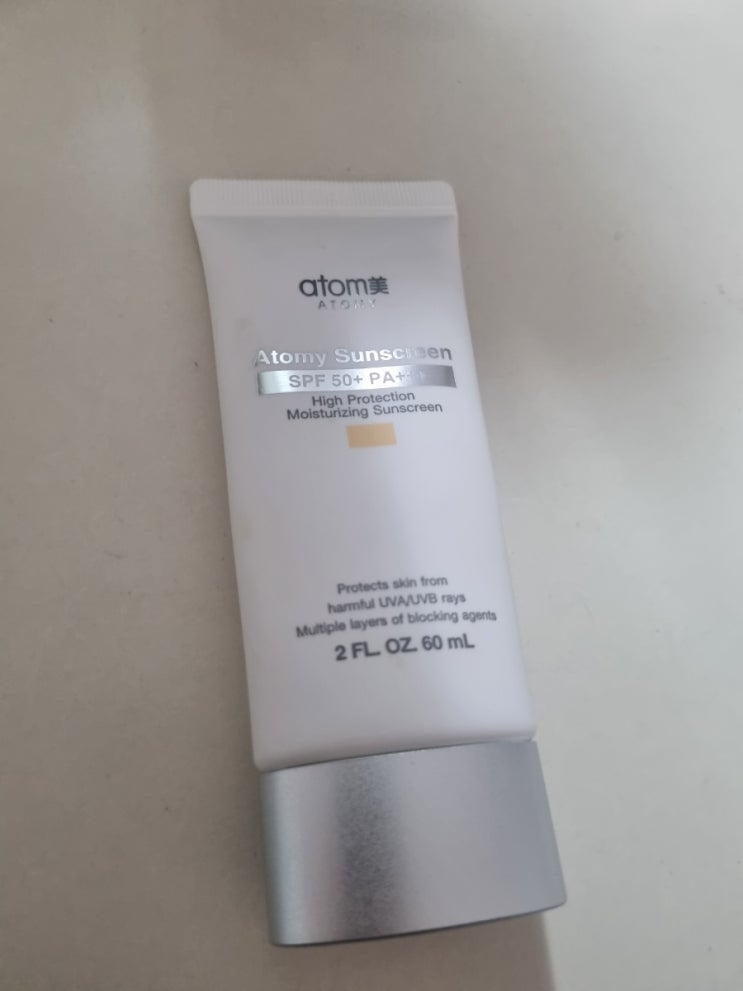 atom美
ATOMY
Atomy Sunscreen
SPF 50+ PA+++
High Protection
Moisturizing Sunscreen
Protects skin from
harmful UVA/UVB rays
Multiple layers of blocking agents
2 FL. OZ. 60 mL